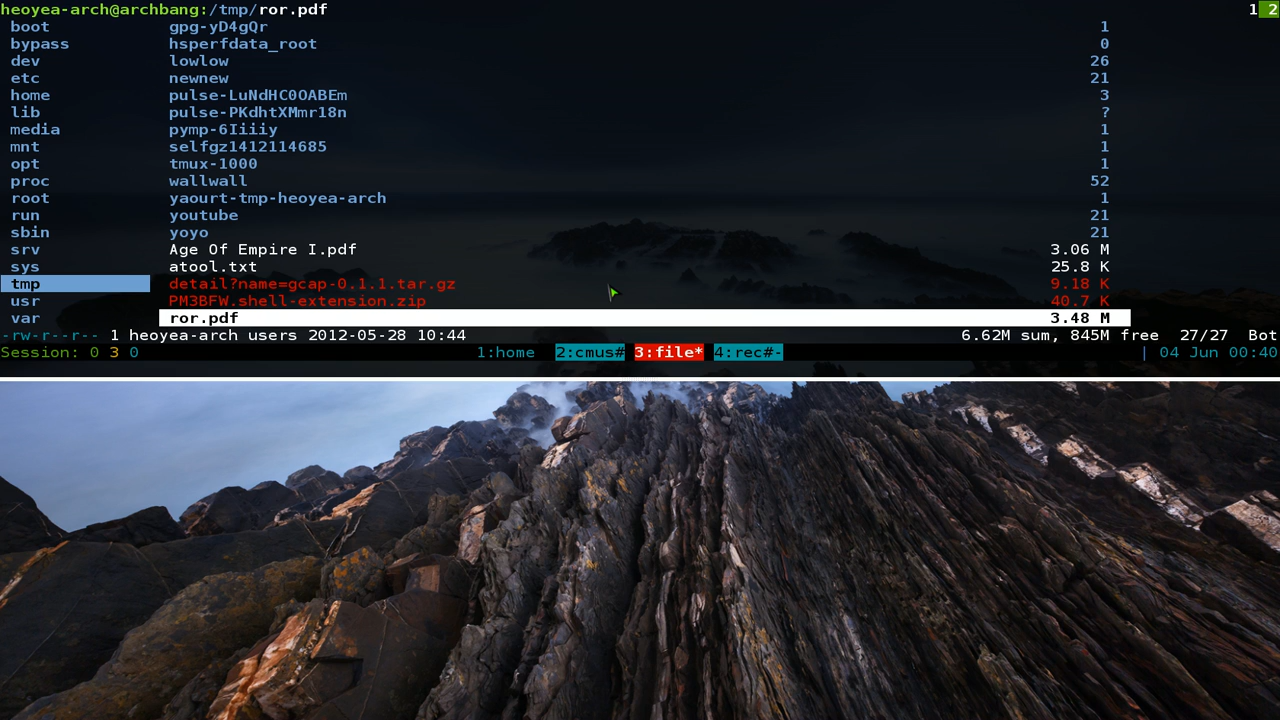 heoyea-arch@archbang:/tmp/ror.pdf 1 2
boot gpg-yD4gQr 1
bypass hsperfdata_root 0
dev lowlow 26
etc newnew 21
home pulse-LuNdHC0OABEm 3
lib pulse-PKdhtXMmr18n ?
media pymp-6Iiiiy 1
mnt selfgz1412114685 1
opt tmux-1000 1
proc wallwall 52
root yaourt-tmp-heoyea-arch 1
run youtube 21
sbin yoyo 21
srv Age Of Empire I.pdf 3.06 M
sys atool.txt 25.8 K
tmp detail?name=gcap-0.1.1.tar.gz 9.18 K
usr PM3BFW.shell-extension.zip 40.7 K
var ror.pdf 3.48 M
-rw-r--r-- 1 heoyea-arch users 2012-05-28 10:44 6.62M sum, 845M free 27/27 Bot
Session: 0 3 0 1:home 2:cmus# 3:file* 4:rec#- | 04 Jun 00:40